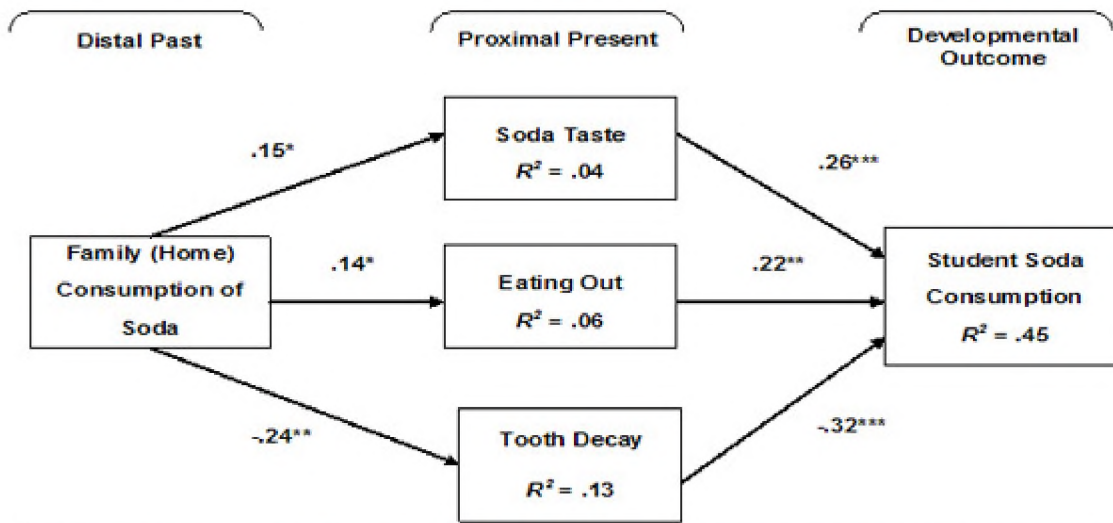 Distal Past
Proximal Present
Developmental
Outcome
Soda Taste
R² = .04
.15*
.26***
Family (Home)
Consumption of
Soda
.14*
Eating Out
R² = .06
.22**
Student Soda
Consumption
R² = .45
-.24**
Tooth Decay
R² = .13
-.32***